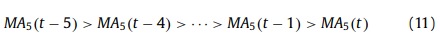 MA₅(t − 5) > MA₅(t − 4) > ··· > MA₅(t − 1) > MA₅(t) (11)